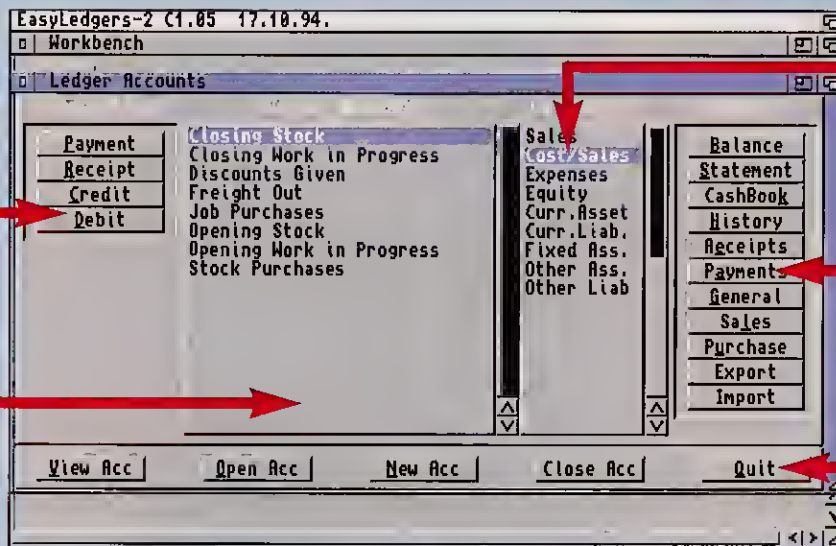 EasyLedgers-2 C1.05 17.10.94.
Workbench
Ledger Accounts
Payment
Receipt
Credit
Debit
Closing Stock
Closing Work in Progress
Discounts Given
Freight Out
Job Purchases
Opening Stock
Opening Work in Progress
Stock Purchases
Sales
Cost/Sales
Expenses
Equity
Curr.Asset
Curr.Liab.
Fixed Ass.
Other Ass.
Other Liab
Balance
Statement
CashBook
History
Receipts
Payments
General
Sales
Purchase
Export
Import
View Acc
Open Acc
New Acc
Close Acc
Quit